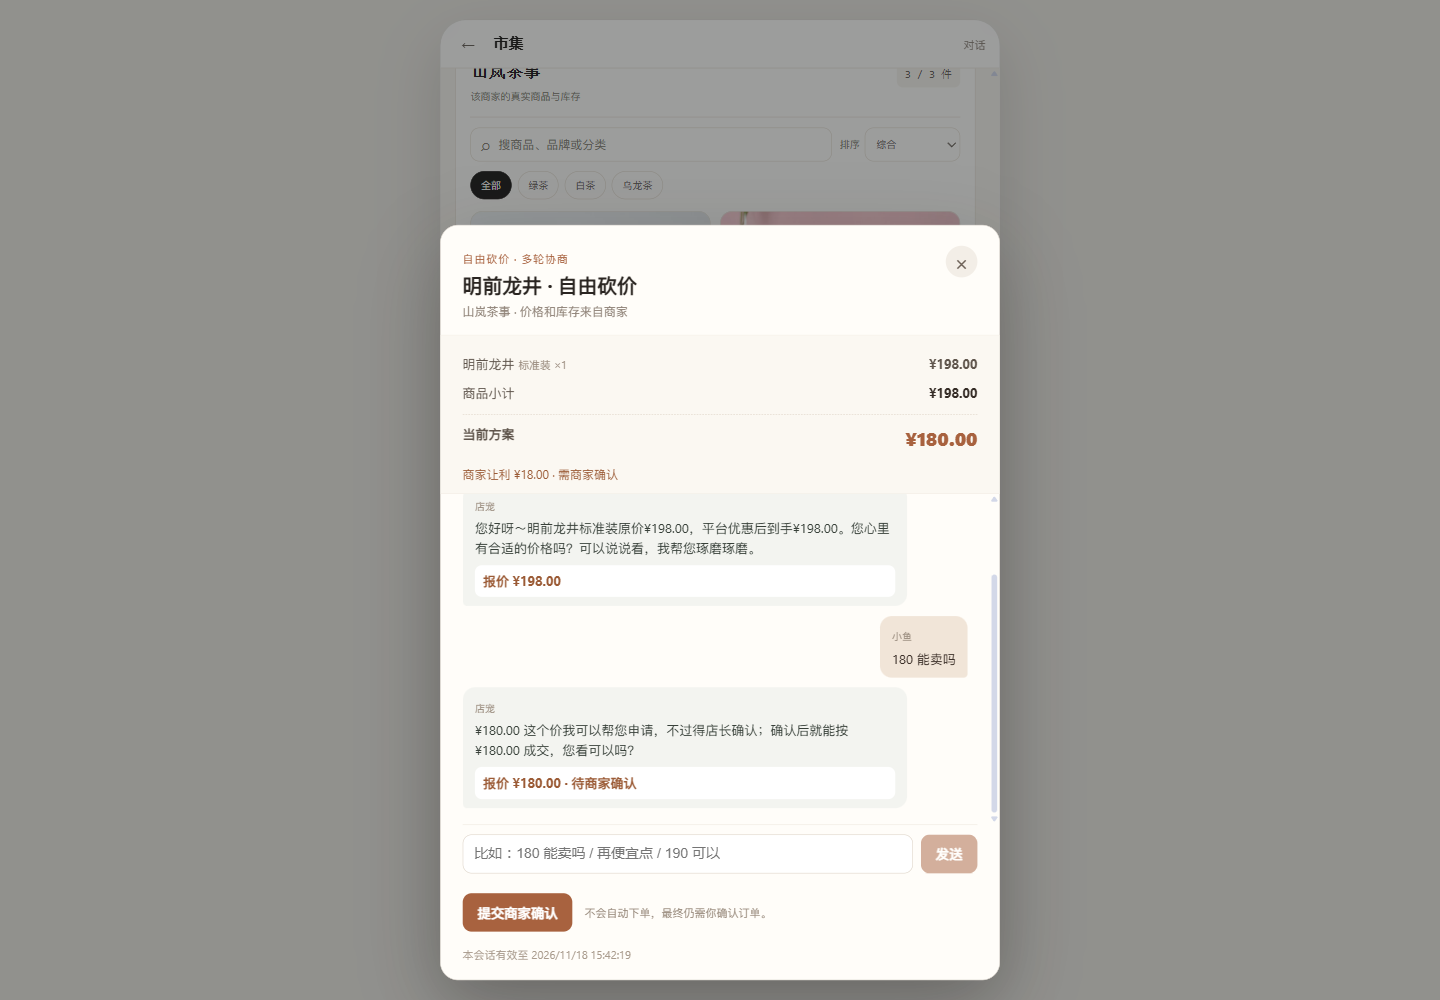 ← 市集
对话
山岚茶事
3 / 3 件
该商家的真实商品与库存
搜商品、品牌或分类
排序
综合
全部
绿茶
白茶
乌龙茶
自由砍价 · 多轮协商
明前龙井 · 自由砍价
山岚茶事 · 价格和库存来自商家
×
明前龙井 标准装 ×1
¥198.00
商品小计
¥198.00
当前方案
¥180.00
商家让利 ¥18.00 · 需商家确认
店宠
您好呀～明前龙井标准装原价¥198.00，平台优惠后到手¥198.00。您心里
有合适的价格吗？可以说说看，我帮您琢磨琢磨。
报价 ¥198.00
小鱼
180 能卖吗
店宠
¥180.00 这个价我可以帮您申请，不过得店长确认；确认后就能按
¥180.00 成交，您看可以吗？
报价 ¥180.00 · 待商家确认
比如：180 能卖吗 / 再便宜点 / 190 可以
发送
提交商家确认
不会自动下单，最终仍需你确认订单。
本会话有效至 2026/11/18 15:42:19